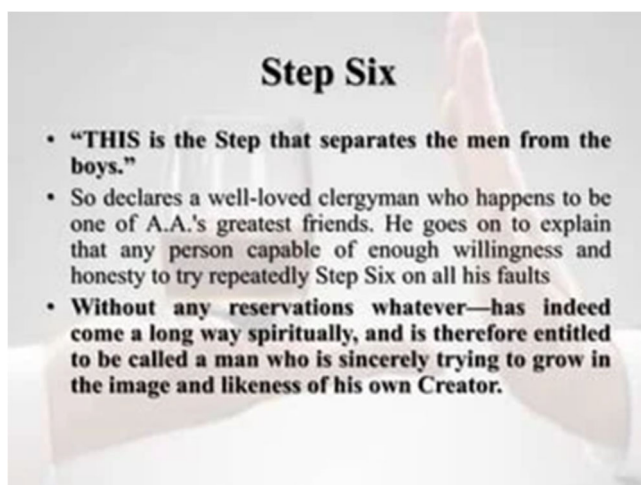 Step Six
• “THIS is the Step that separates the men from the
boys.”
• So declares a well-loved clergyman who happens to be
one of A.A.'s greatest friends. He goes on to explain
that any person capable of enough willingness and
honesty to try repeatedly Step Six on all his faults
• Without any reservations whatever—has indeed
come a long way spiritually, and is therefore entitled
to be called a man who is sincerely trying to grow in
the image and likeness of his own Creator.